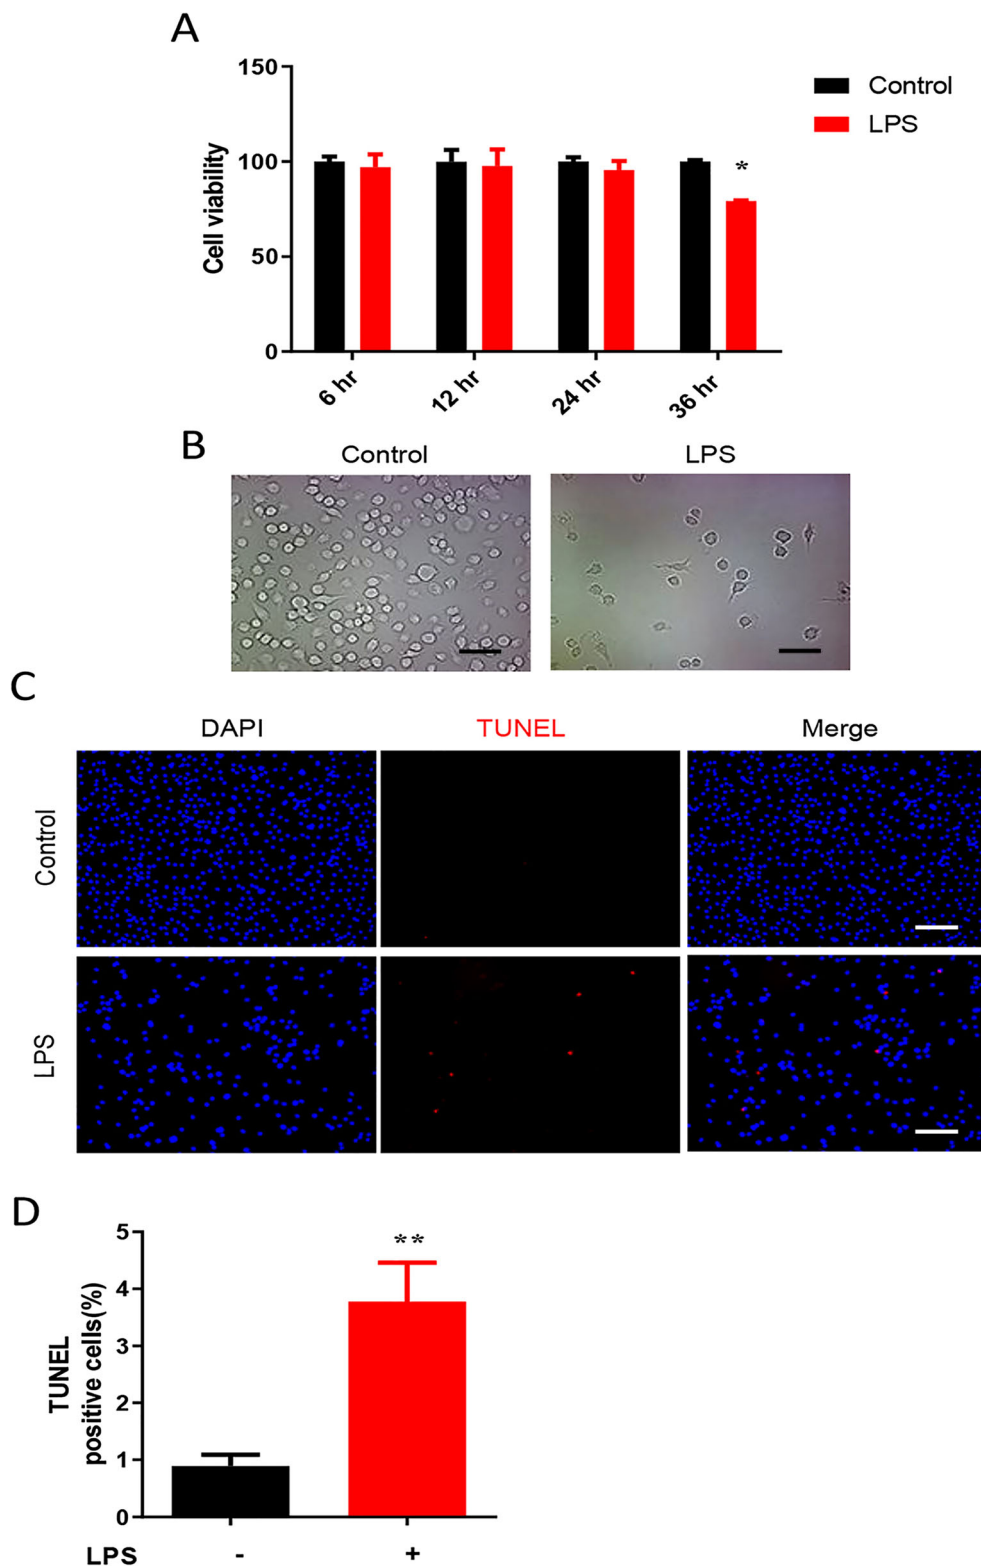 A
150
100
50
0
Cell viability
*
Control
LPS
6 hr
12 hr
24 hr
36 hr
B
Control
LPS
C
DAPI
TUNEL
Merge
Control
LPS
D
5
4
3
2
1
0
TUNEL
positive cells(%)
**
LPS
-
+